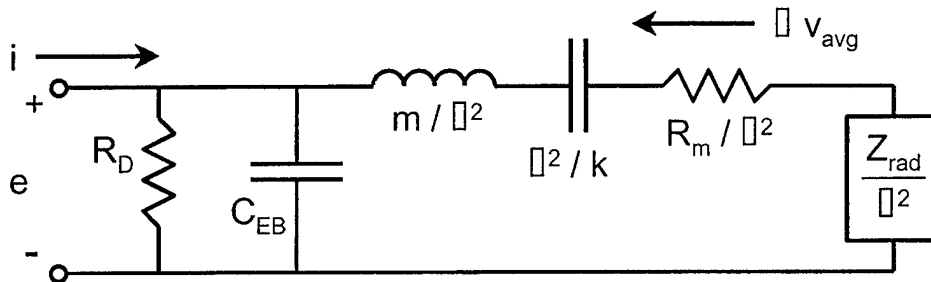 i
▯ v_avg
+
m / ▯²
R_D
R_m / ▯²
▯² / k
Z_rad
▯²
e
C_EB
-